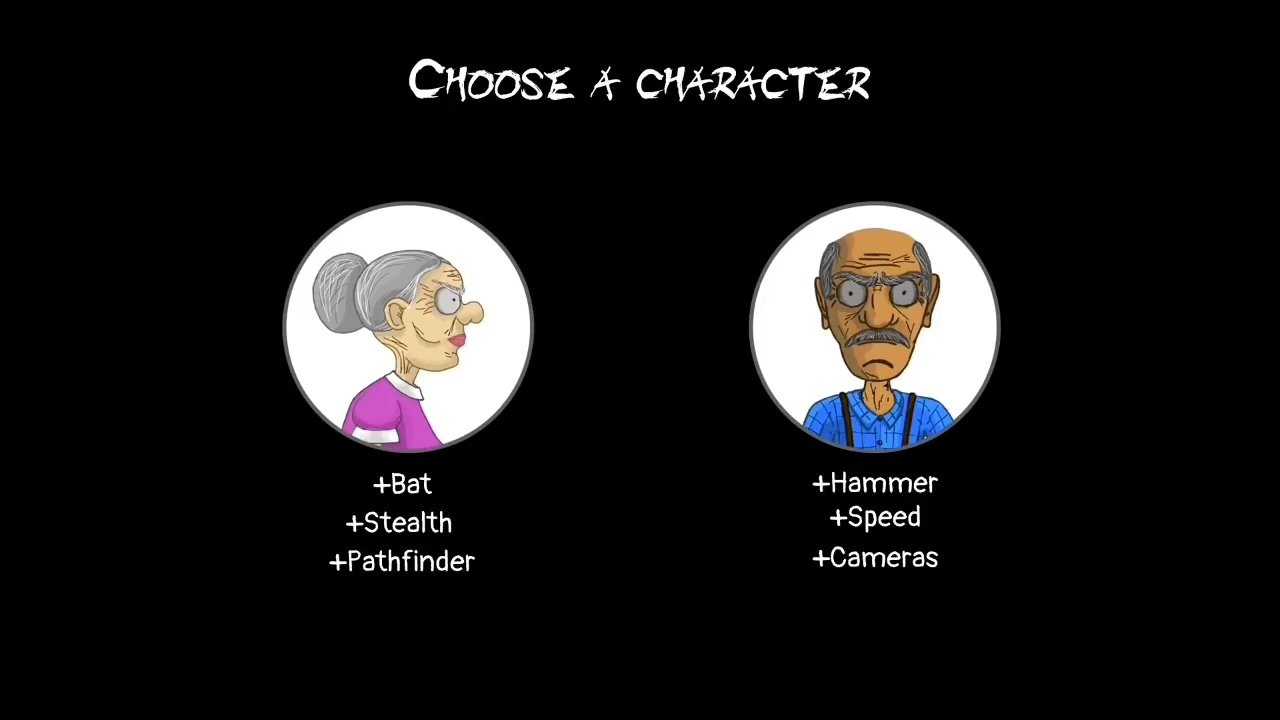 Choose a character
+Bat
+Stealth
+Pathfinder
+Hammer
+Speed
+Cameras